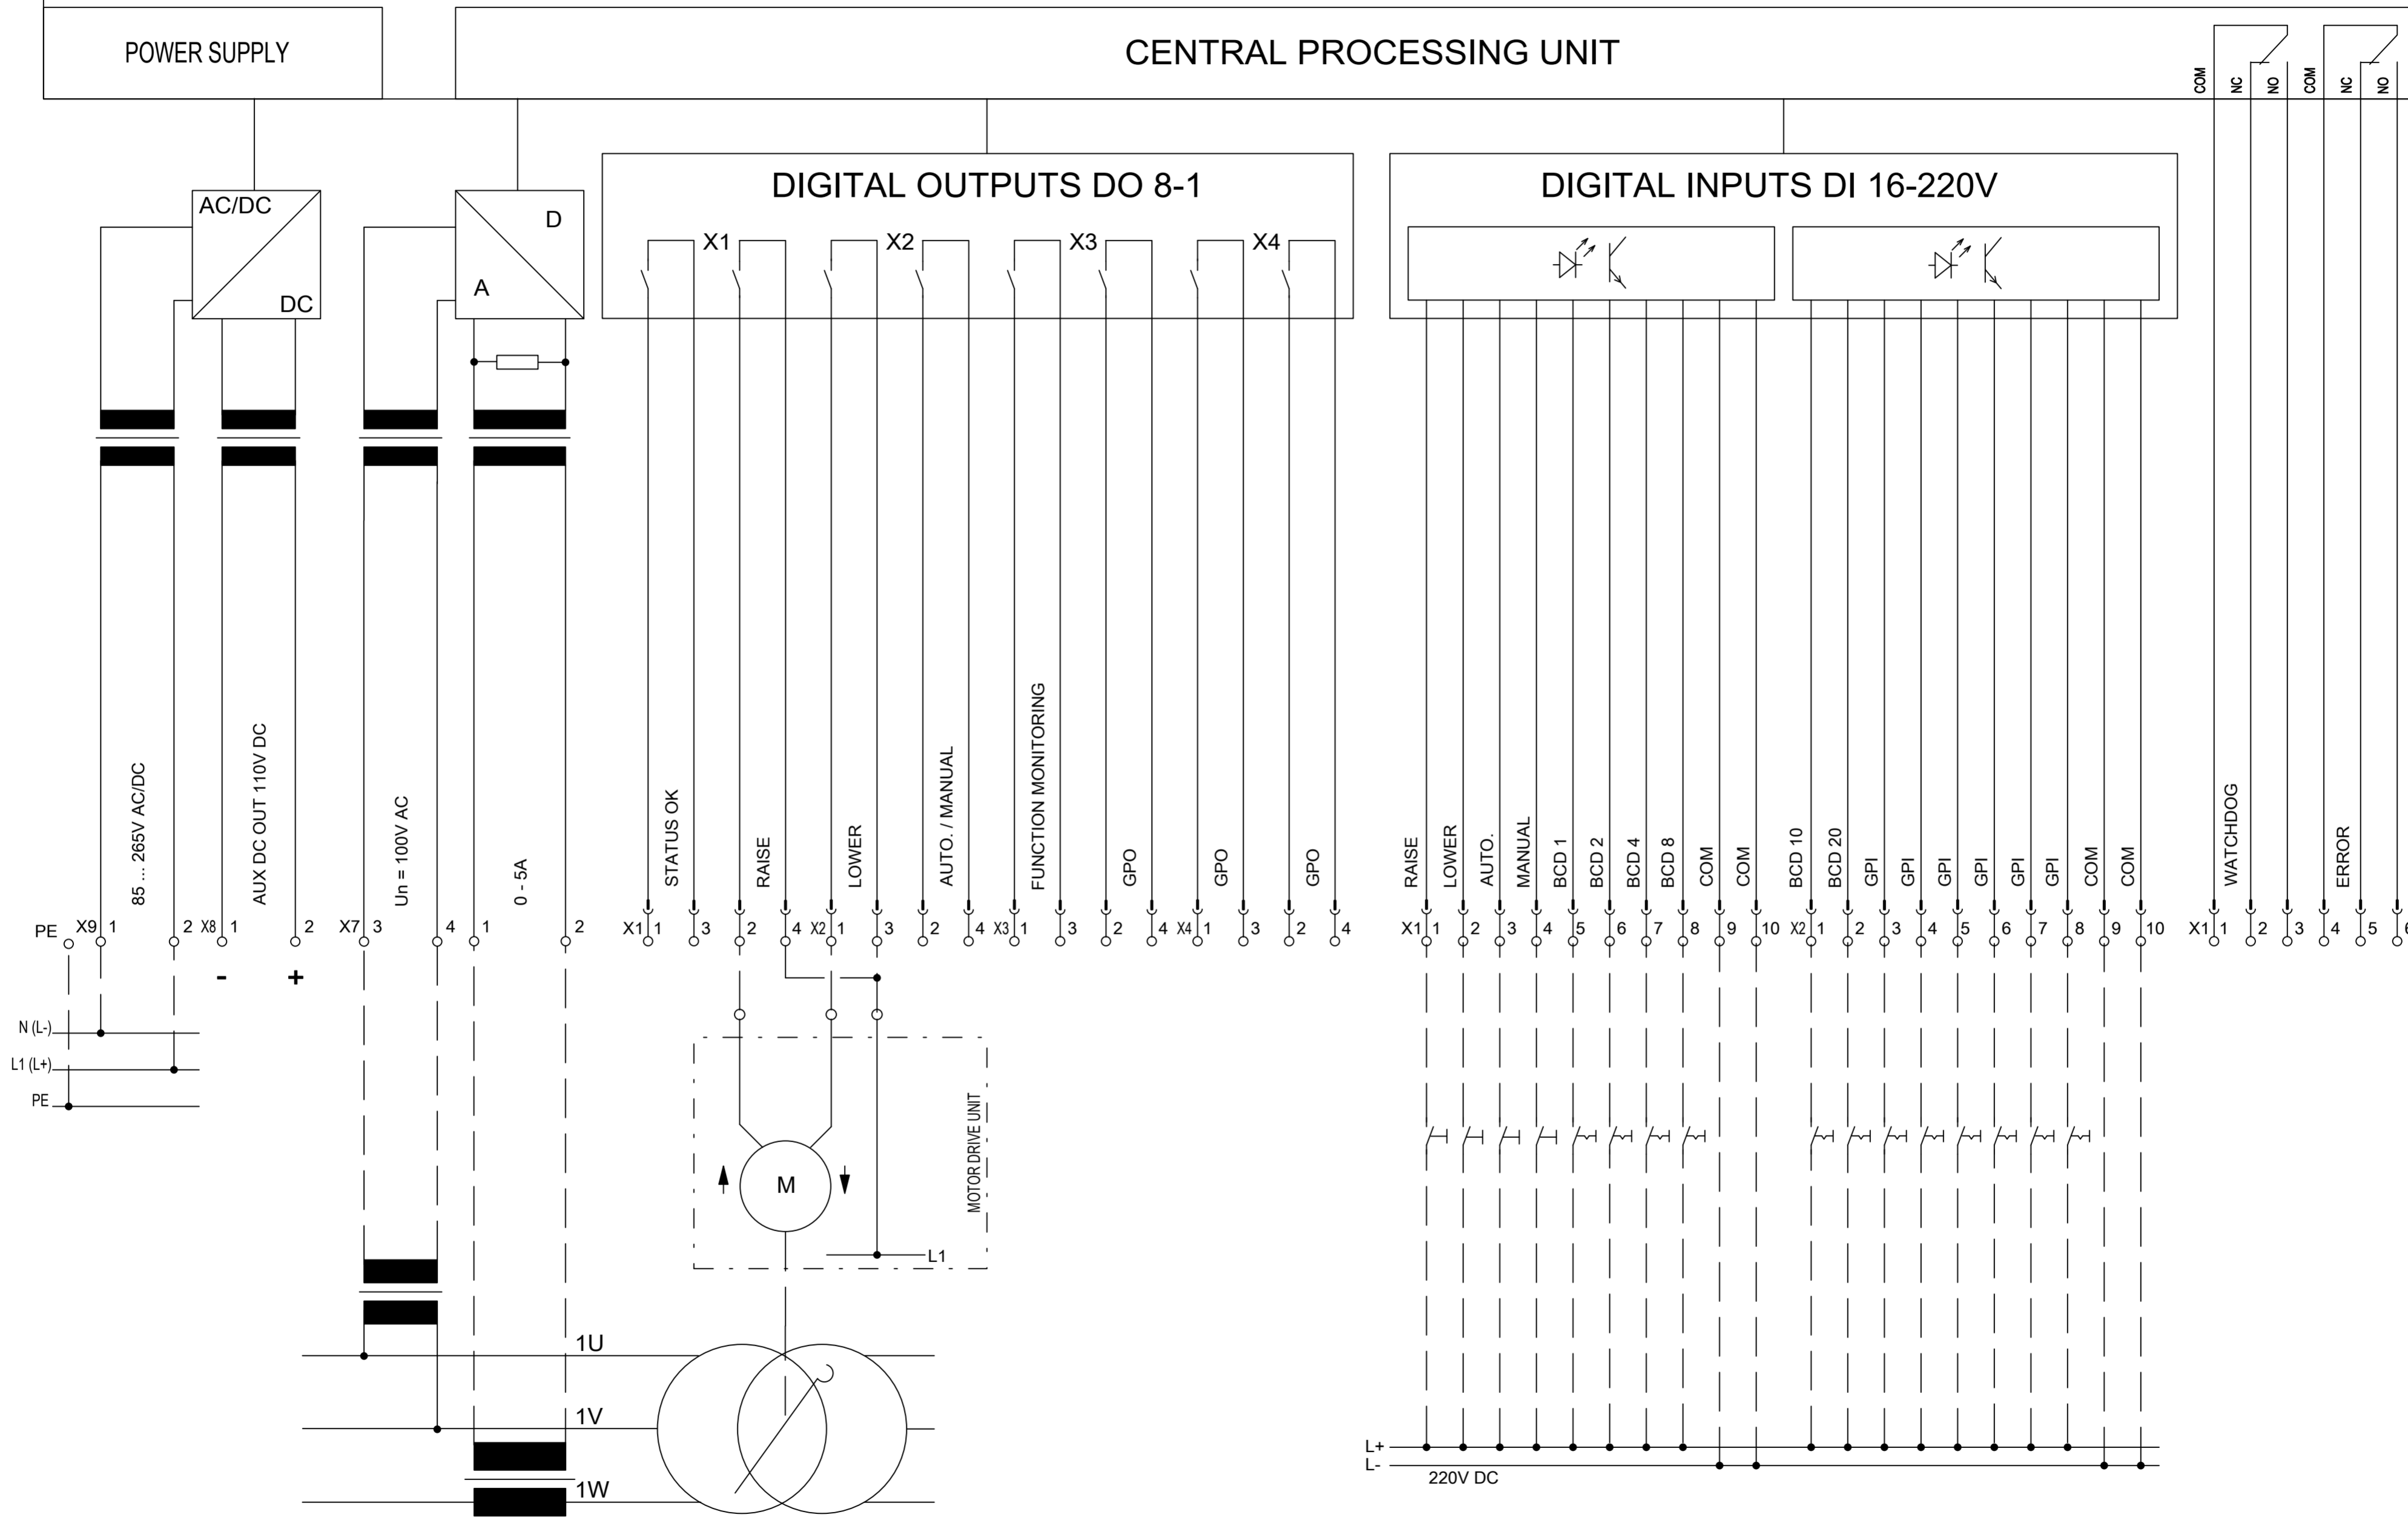 POWER SUPPLY
CENTRAL PROCESSING UNIT
COM
NC
NO
COM
NC
NO
AC/DC
DC
D
A
DIGITAL OUTPUTS DO 8-1
X1
X2
X3
X4
DIGITAL INPUTS DI 16-220V
85 ... 265V AC/DC
AUX DC OUT 110V DC
Un = 100V AC
0 - 5A
STATUS OK
RAISE
LOWER
AUTO. / MANUAL
FUNCTION MONITORING
GPO
GPO
GPO
RAISE
LOWER
AUTO.
MANUAL
BCD 1
BCD 2
BCD 4
BCD 8
COM
COM
BCD 10
BCD 20
GPI
GPI
GPI
GPI
GPI
GPI
COM
COM
WATCHDOG
ERROR
PE X9 1 2 X8 1 2 X7 3 4 1 2
X1 1 3 2 4 X2 1 3 2 4 X3 1 3 2 4 X4 1 3 2 4
X1 1 2 3 4 5 6 7 8 9 10 X2 1 2 3 4 5 6 7 8 9 10
X1 1 2 3 4 5 6
- +
N (L-)
L1 (L+)
PE
MOTOR DRIVE UNIT
M
L1
1U
1V
1W
L+
L-
220V DC